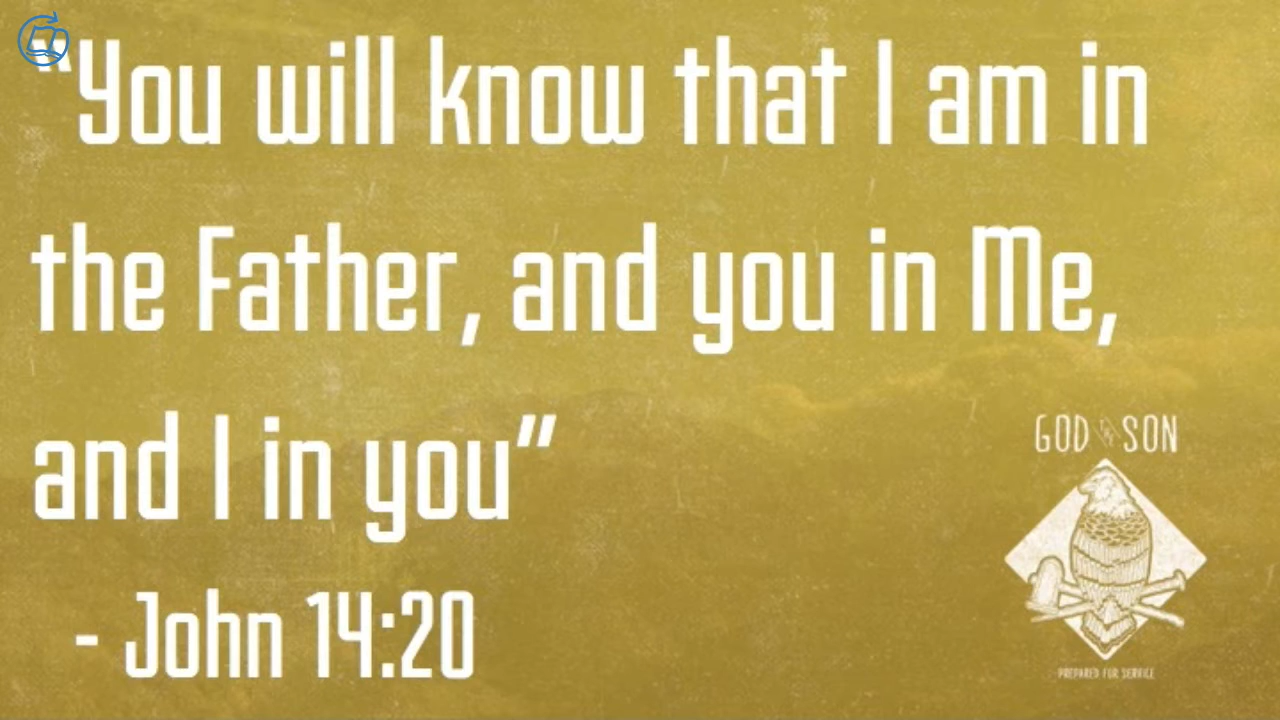 “You will know that I am in
the Father, and you in Me,
and I in you”
- John 14:20
GOD THE SON
PREPARED FOR SERVICE